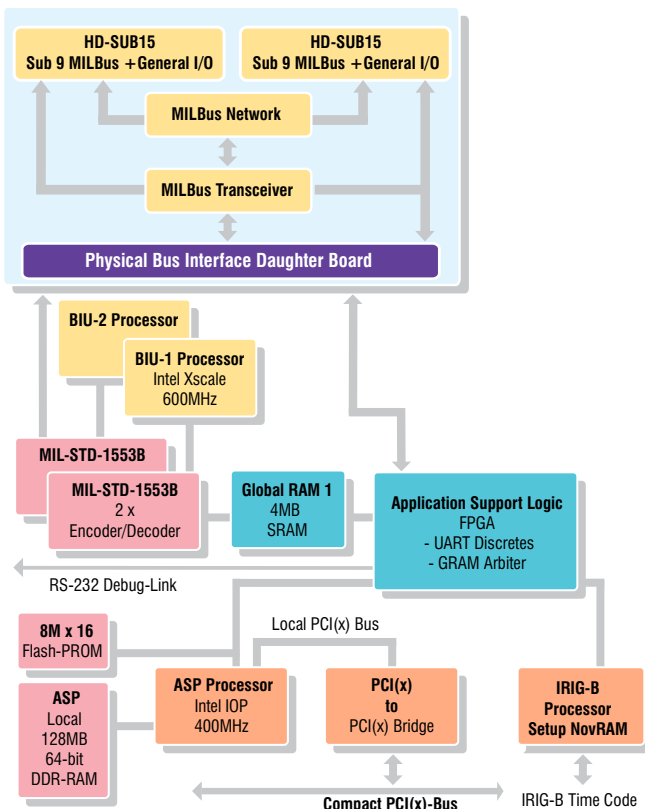 HD-SUB15
Sub 9 MILBus +General I/O
HD-SUB15
Sub 9 MILBus +General I/O
MILBus Network
MILBus Transceiver
Physical Bus Interface Daughter Board
BIU-2 Processor
BIU-1 Processor
Intel Xscale
600MHz
MIL-STD-1553B
MIL-STD-1553B
2 x
Encoder/Decoder
Global RAM 1
4MB
SRAM
Application Support Logic
FPGA
- UART Discretes
- GRAM Arbiter
RS-232 Debug-Link
8M x 16
Flash-PROM
Local PCI(x) Bus
ASP
Local
128MB
64-bit
DDR-RAM
ASP Processor
Intel IOP
400MHz
PCI(x)
to
PCI(x) Bridge
IRIG-B
Processor
Setup NovRAM
Compact PCI(x)-Bus
IRIG-B Time Code